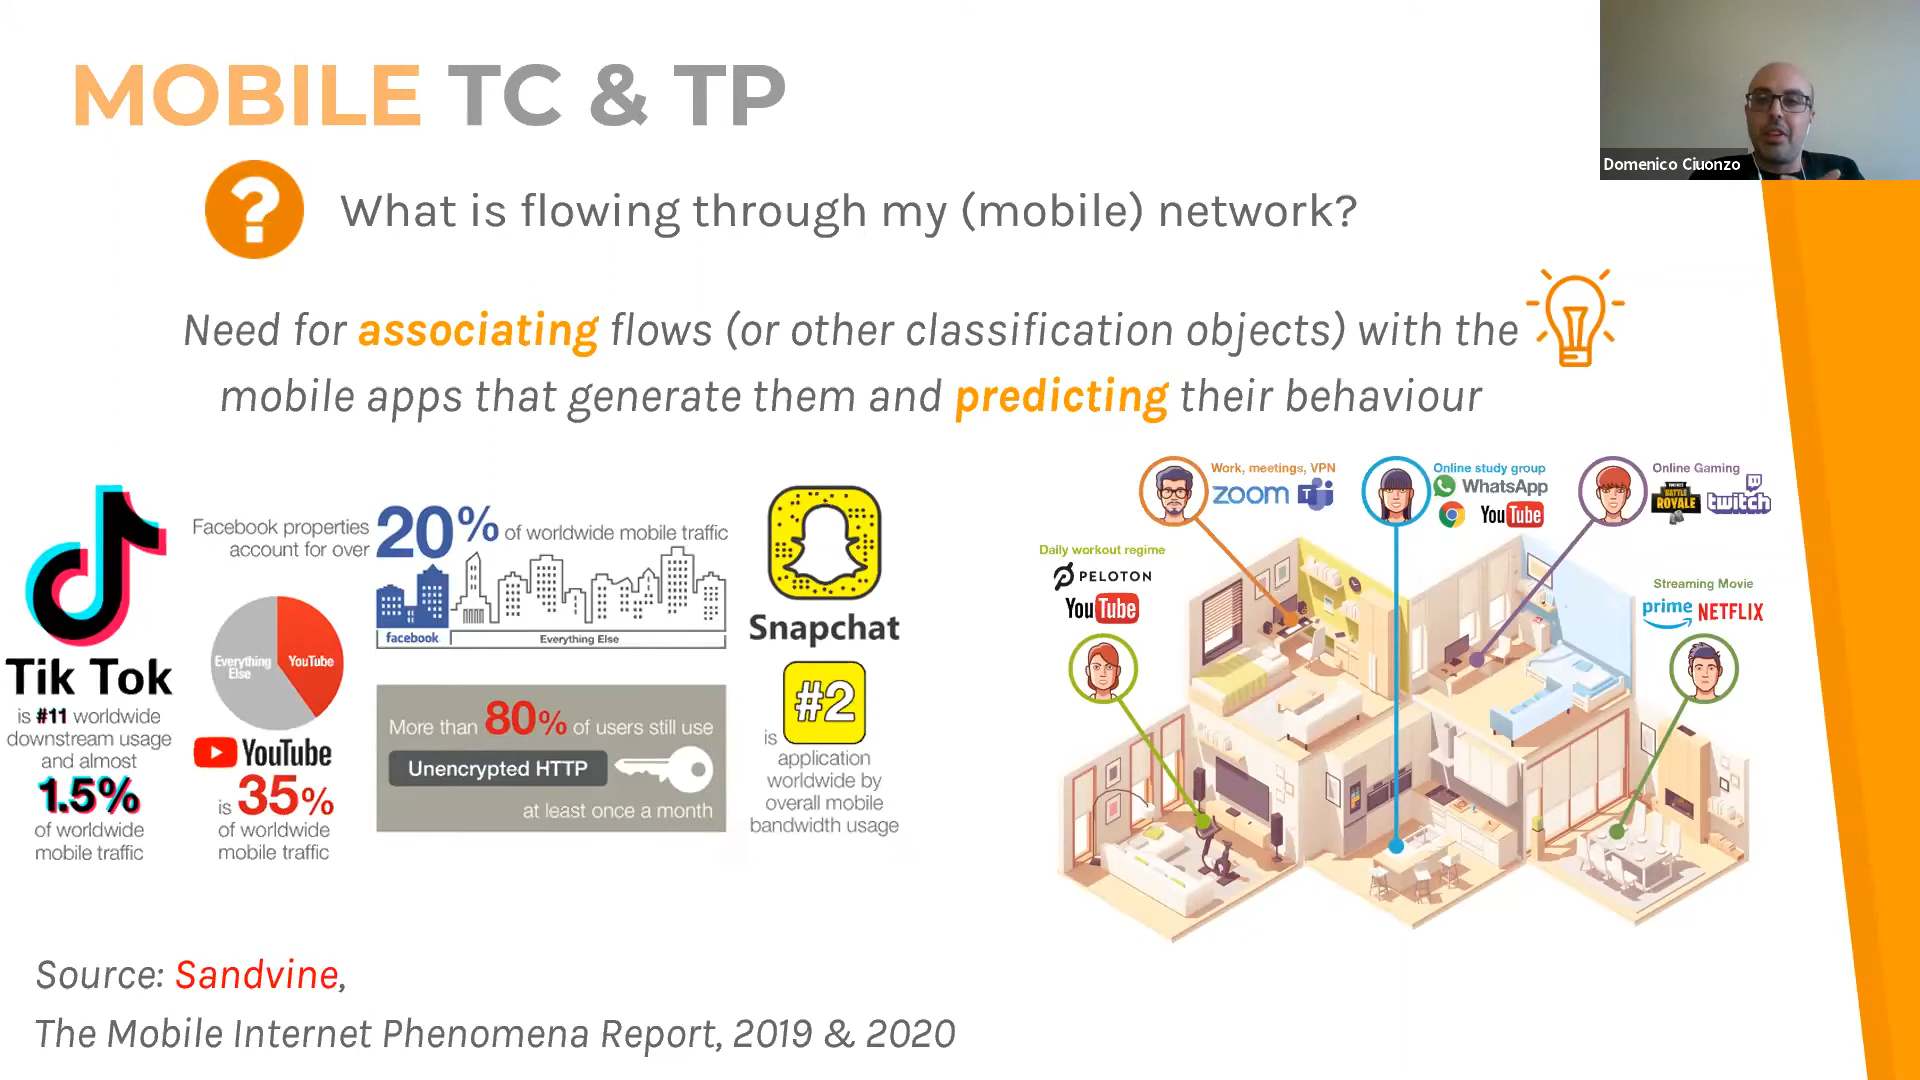 MOBILE TC & TP
Domenico Ciuonzo
?
What is flowing through my (mobile) network?
Need for associating flows (or other classification objects) with the
mobile apps that generate them and predicting their behaviour
Tik Tok
is #11 worldwide
downstream usage
and almost
1.5%
of worldwide
mobile traffic
Facebook properties
account for over
20% of worldwide mobile traffic
facebook
Everything Else
Everything
Else
YouTube
YouTube
is 35%
of worldwide
mobile traffic
More than 80% of users still use
Unencrypted HTTP
at least once a month
Snapchat
is #2
application
worldwide by
overall mobile
bandwidth usage
Work, meetings, VPN
zoom
Online study group
WhatsApp
YouTube
Online Gaming
BATTLE
ROYALE
twitch
Daily workout regime
PELOTON
YouTube
Streaming Movie
prime NETFLIX
Source: Sandvine,
The Mobile Internet Phenomena Report, 2019 & 2020